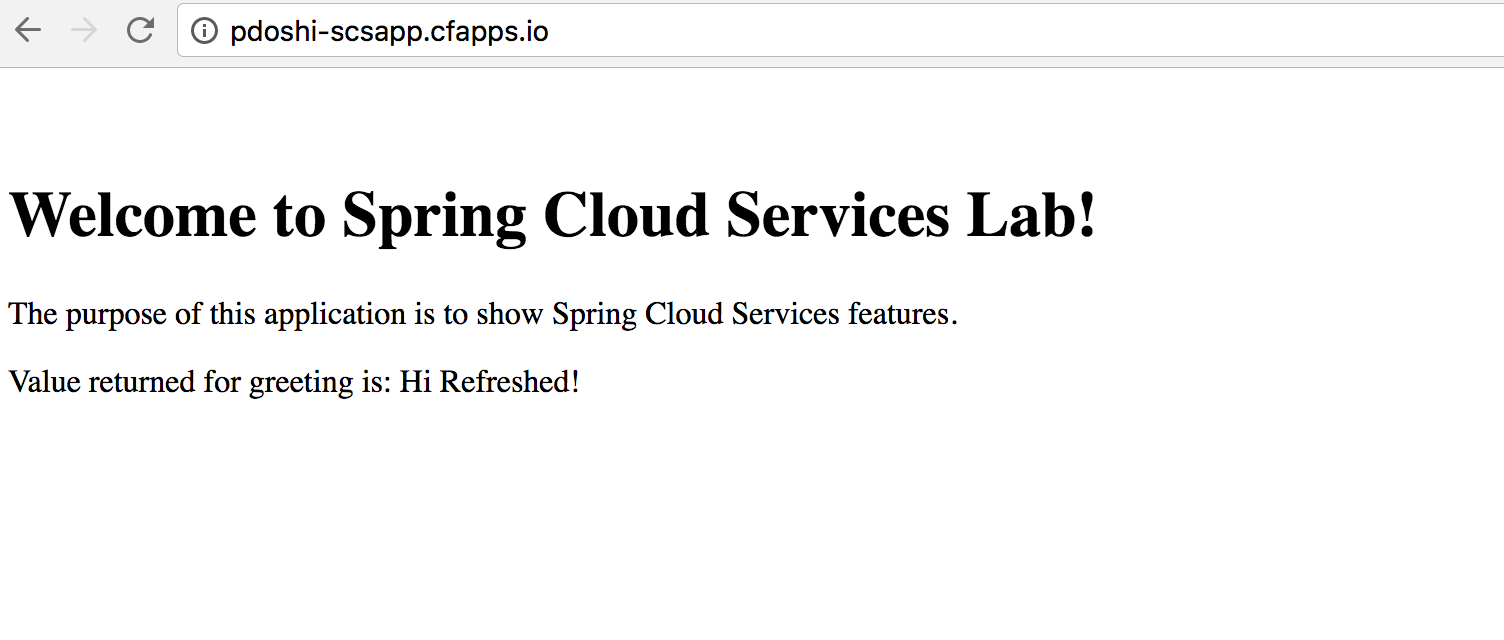 pdoshi-scsapp.cfapps.io
Welcome to Spring Cloud Services Lab!
The purpose of this application is to show Spring Cloud Services features.
Value returned for greeting is: Hi Refreshed!